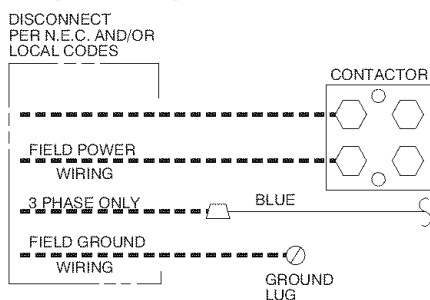 DISCONNECT
PER N.E.C. AND/OR
LOCAL CODES
CONTACTOR
FIELD POWER
WIRING
3 PHASE ONLY
BLUE
FIELD GROUND
WIRING
GROUND
LUG